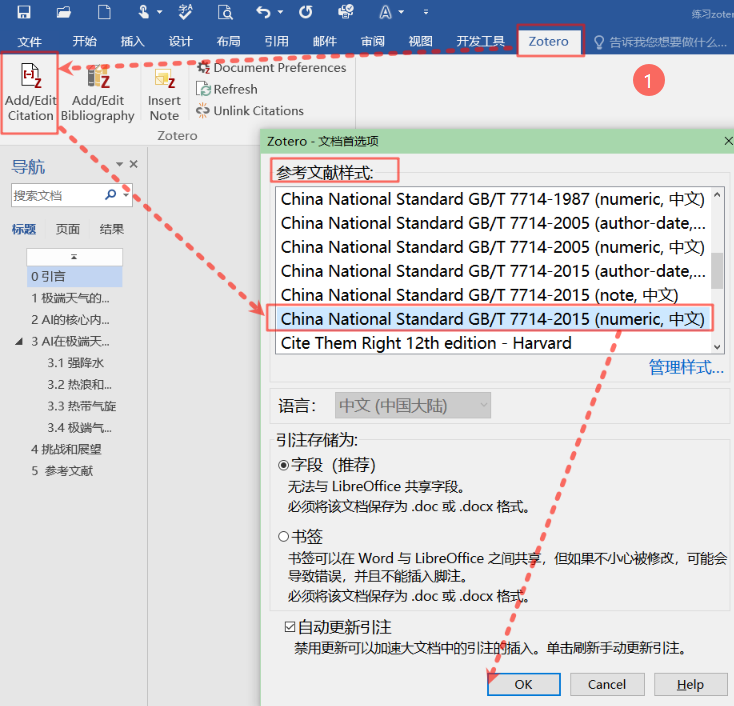 练习zoter
文件 开始 插入 设计 布局 引用 邮件 审阅 视图 开发工具 Zotero 告诉我您想要做什么...
1
Add/Edit Citation
Add/Edit Bibliography
Insert Note
Document Preferences
Refresh
Unlink Citations
Zotero
导航
搜索文档
标题 页面 结果
0 引言
1 极端天气的...
2 AI的核心内...
3 AI在极端天...
3.1 强降水
3.2 热浪和...
3.3 热带气旋
3.4 极端气...
4 挑战和展望
5 参考文献
Zotero - 文档首选项
参考文献样式:
China National Standard GB/T 7714-1987 (numeric, 中文)
China National Standard GB/T 7714-2005 (author-date,...
China National Standard GB/T 7714-2005 (numeric, 中文)
China National Standard GB/T 7714-2015 (author-date,...
China National Standard GB/T 7714-2015 (note, 中文)
China National Standard GB/T 7714-2015 (numeric, 中文)
Cite Them Right 12th edition - Harvard
管理样式...
语言: 中文 (中国大陆)
引注存储为:
字段（推荐）
无法与 LibreOffice 共享字段。
必须将该文档保存为 .doc 或 .docx 格式。
书签
书签可以在 Word 与 LibreOffice 之间共享，但如果不小心被修改，可能会
导致错误，并且不能插入脚注。
必须将该文档保存为 .doc 或 .docx 格式。
自动更新引注
禁用更新可以加速大文档中的引注的插入。单击刷新手动更新引注。
OK Cancel Help